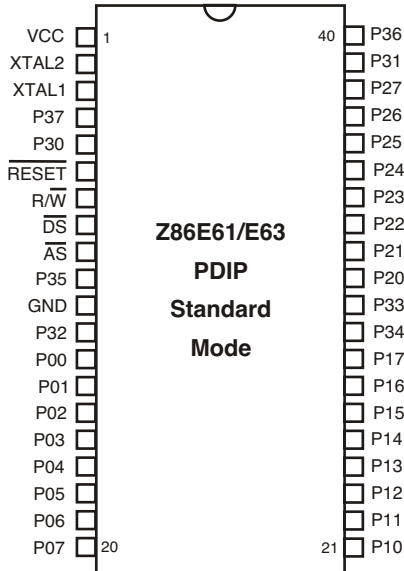 VCC 1 40 P36
XTAL2 P31
XTAL1 P27
P37 P26
P30 P25
RESET P24
R/W P23
DS P22
AS P21
P35 P20
GND P33
P32 P34
P00 P17
P01 P16
P02 P15
P03 P14
P04 P13
P05 P12
P06 P11
P07 20 21 P10
Z86E61/E63
PDIP
Standard
Mode